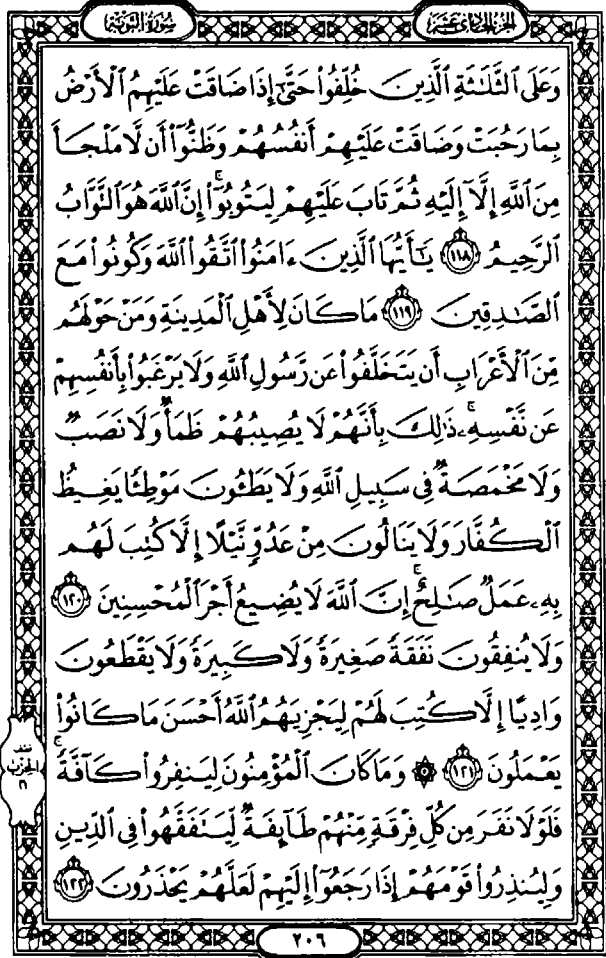 سورة التوبة
الجزء الحادي عشر
وَعَلَى ٱلثَّلَٰثَةِ ٱلَّذِينَ خُلِّفُوا۟ حَتَّىٰٓ إِذَا ضَاقَتْ عَلَيْهِمُ ٱلْأَرْضُ
بِمَا رَحُبَتْ وَضَاقَتْ عَلَيْهِمْ أَنفُسُهُمْ وَظَنُّوٓا۟ أَن لَّا مَلْجَأَ
مِنَ ٱللَّهِ إِلَّآ إِلَيْهِ ثُمَّ تَابَ عَلَيْهِمْ لِيَتُوبُوٓا۟ ۚ إِنَّ ٱللَّهَ هُوَ ٱلتَّوَّابُ
ٱلرَّحِيمُ ١١٨ يَٰٓأَيُّهَا ٱلَّذِينَ ءَامَنُوا۟ ٱتَّقُوا۟ ٱللَّهَ وَكُونُوا۟ مَعَ
ٱلصَّٰدِقِينَ ١١٩ مَا كَانَ لِأَهْلِ ٱلْمَدِينَةِ وَمَنْ حَوْلَهُم
مِّنَ ٱلْأَعْرَابِ أَن يَتَخَلَّفُوا۟ عَن رَّسُولِ ٱللَّهِ وَلَا يَرْغَبُوا۟ بِأَنفُسِهِمْ
عَن نَّفْسِهِۦ ۚ ذَٰلِكَ بِأَنَّهُمْ لَا يُصِيبُهُمْ ظَمَأٌ وَلَا نَصَبٌ
وَلَا مَخْمَصَةٌ فِى سَبِيلِ ٱللَّهِ وَلَا يَطَـُٔونَ مَوْطِئًا يَغِيظُ
ٱلْكُفَّارَ وَلَا يَنَالُونَ مِنْ عَدُوٍّ نَّيْلًا إِلَّا كُتِبَ لَهُم
بِهِۦ عَمَلٌ صَٰلِحٌ ۚ إِنَّ ٱللَّهَ لَا يُضِيعُ أَجْرَ ٱلْمُحْسِنِينَ ١٢٠
وَلَا يُنفِقُونَ نَفَقَةً صَغِيرَةً وَلَا كَبِيرَةً وَلَا يَقْطَعُونَ
وَادِيًا إِلَّا كُتِبَ لَهُمْ لِيَجْزِيَهُمُ ٱللَّهُ أَحْسَنَ مَا كَانُوا۟
يَعْمَلُونَ ١٢١ ۞ وَمَا كَانَ ٱلْمُؤْمِنُونَ لِيَنفِرُوا۟ كَآفَّةً ۚ
فَلَوْلَا نَفَرَ مِن كُلِّ فِرْقَةٍ مِّنْهُمْ طَآئِفَةٌ لِّيَتَفَقَّهُوا۟ فِى ٱلدِّينِ
وَلِيُنذِرُوا۟ قَوْمَهُمْ إِذَا رَجَعُوٓا۟ إِلَيْهِمْ لَعَلَّهُمْ يَحْذَرُونَ ١٢٢
الحزب
٢١
٢٠٦